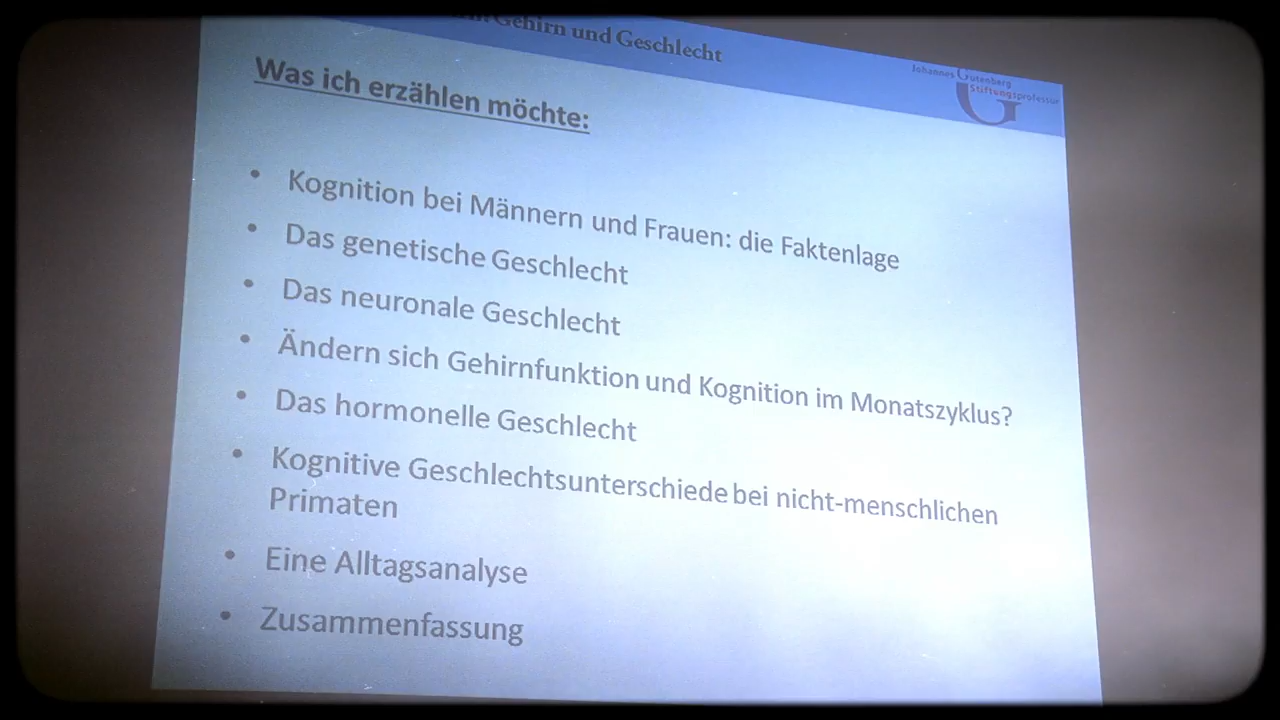 Gehirn und Geschlecht
Johannes Gutenberg
Stiftungsprofessur
Was ich erzählen möchte:
• Kognition bei Männern und Frauen: die Faktenlage
• Das genetische Geschlecht
• Das neuronale Geschlecht
• Ändern sich Gehirnfunktion und Kognition im Monatszyklus?
• Das hormonelle Geschlecht
• Kognitive Geschlechtsunterschiede bei nicht-menschlichen
Primaten
• Eine Alltagsanalyse
• Zusammenfassung